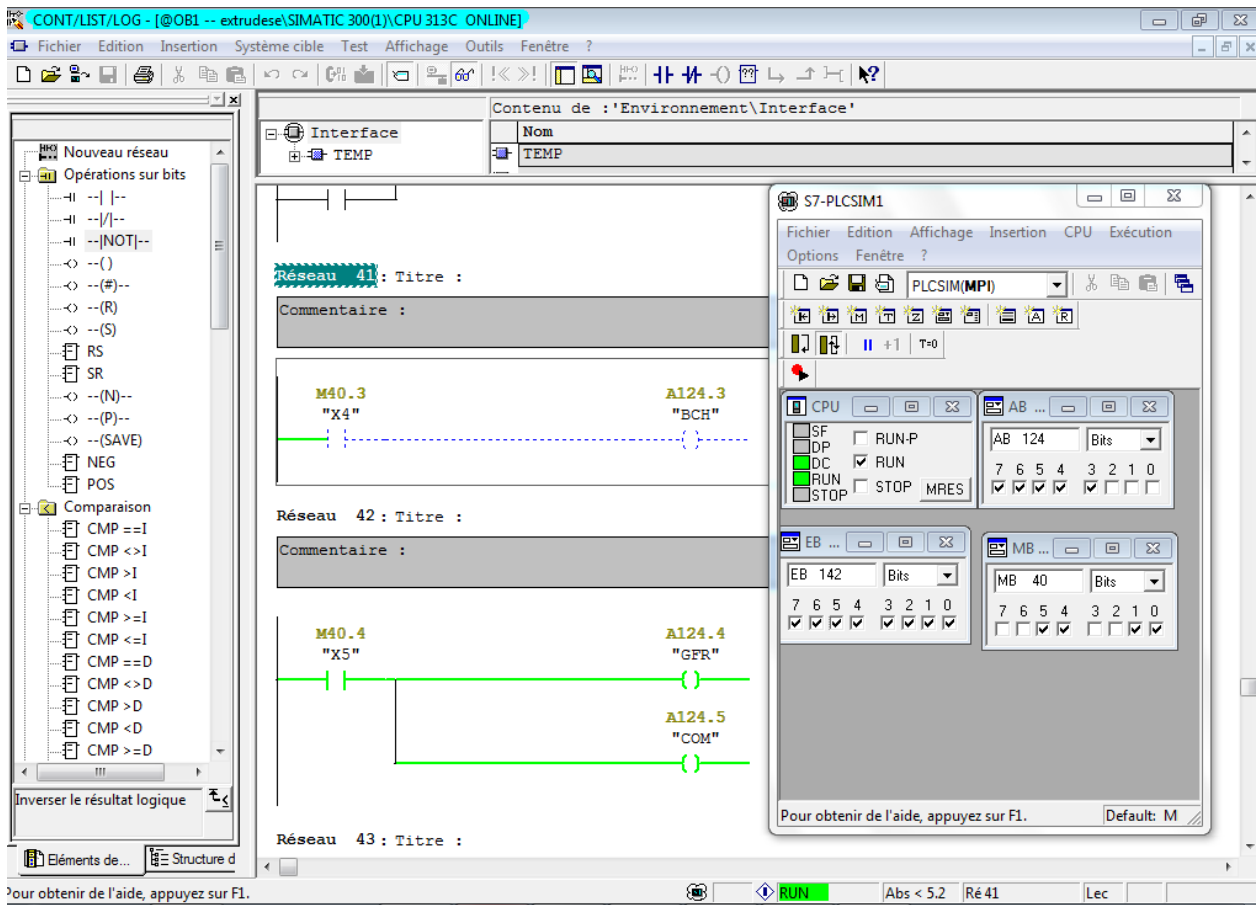 CONT/LIST/LOG - [@OB1 -- extrudese\SIMATIC 300(1)\CPU 313C ONLINE]
Fichier Edition Insertion Système cible Test Affichage Outils Fenêtre ?
Contenu de :'Environnement\Interface'
Interface
TEMP
Nom
TEMP
Nouveau réseau
Opérations sur bits
--| |--
--|/|--
--|NOT|--
--( )
--(#)--
--(R)
--(S)
RS
SR
--(N)--
--(P)--
--(SAVE)
NEG
POS
Comparaison
CMP ==I
CMP <>I
CMP >I
CMP <I
CMP >=I
CMP <=I
CMP ==D
CMP <>D
CMP >D
CMP <D
CMP >=D
Inverser le résultat logique
Eléments de...
Structure d
Réseau 41 : Titre :
Commentaire :
M40.3 A124.3
"X4" "BCH"
Réseau 42 : Titre :
Commentaire :
M40.4 A124.4
"X5" "GFR"
A124.5
"COM"
Réseau 43 : Titre :
S7-PLCSIM1
Fichier Edition Affichage Insertion CPU Exécution
Options Fenêtre ?
PLCSIM(MPI)
+1 T=0
CPU
SF
DP
DC
RUN
STOP
RUN-P
RUN
STOP
MRES
AB ...
AB 124 Bits
7 6 5 4 3 2 1 0
EB ...
EB 142 Bits
7 6 5 4 3 2 1 0
MB ...
MB 40 Bits
7 6 5 4 3 2 1 0
Pour obtenir de l'aide, appuyez sur F1. Default: M
Pour obtenir de l'aide, appuyez sur F1.
RUN
Abs < 5.2
Ré 41
Lec